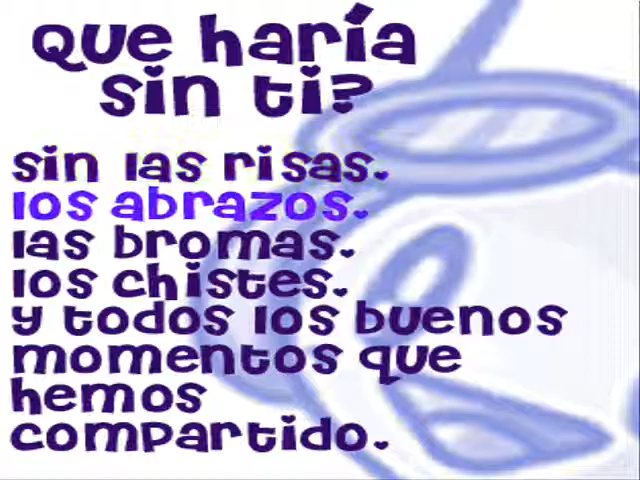 Que haría
sin ti?
sin las risas.
los abrazos.
las bromas.
los chistes.
y todos los buenos
momentos que
hemos
compartido.